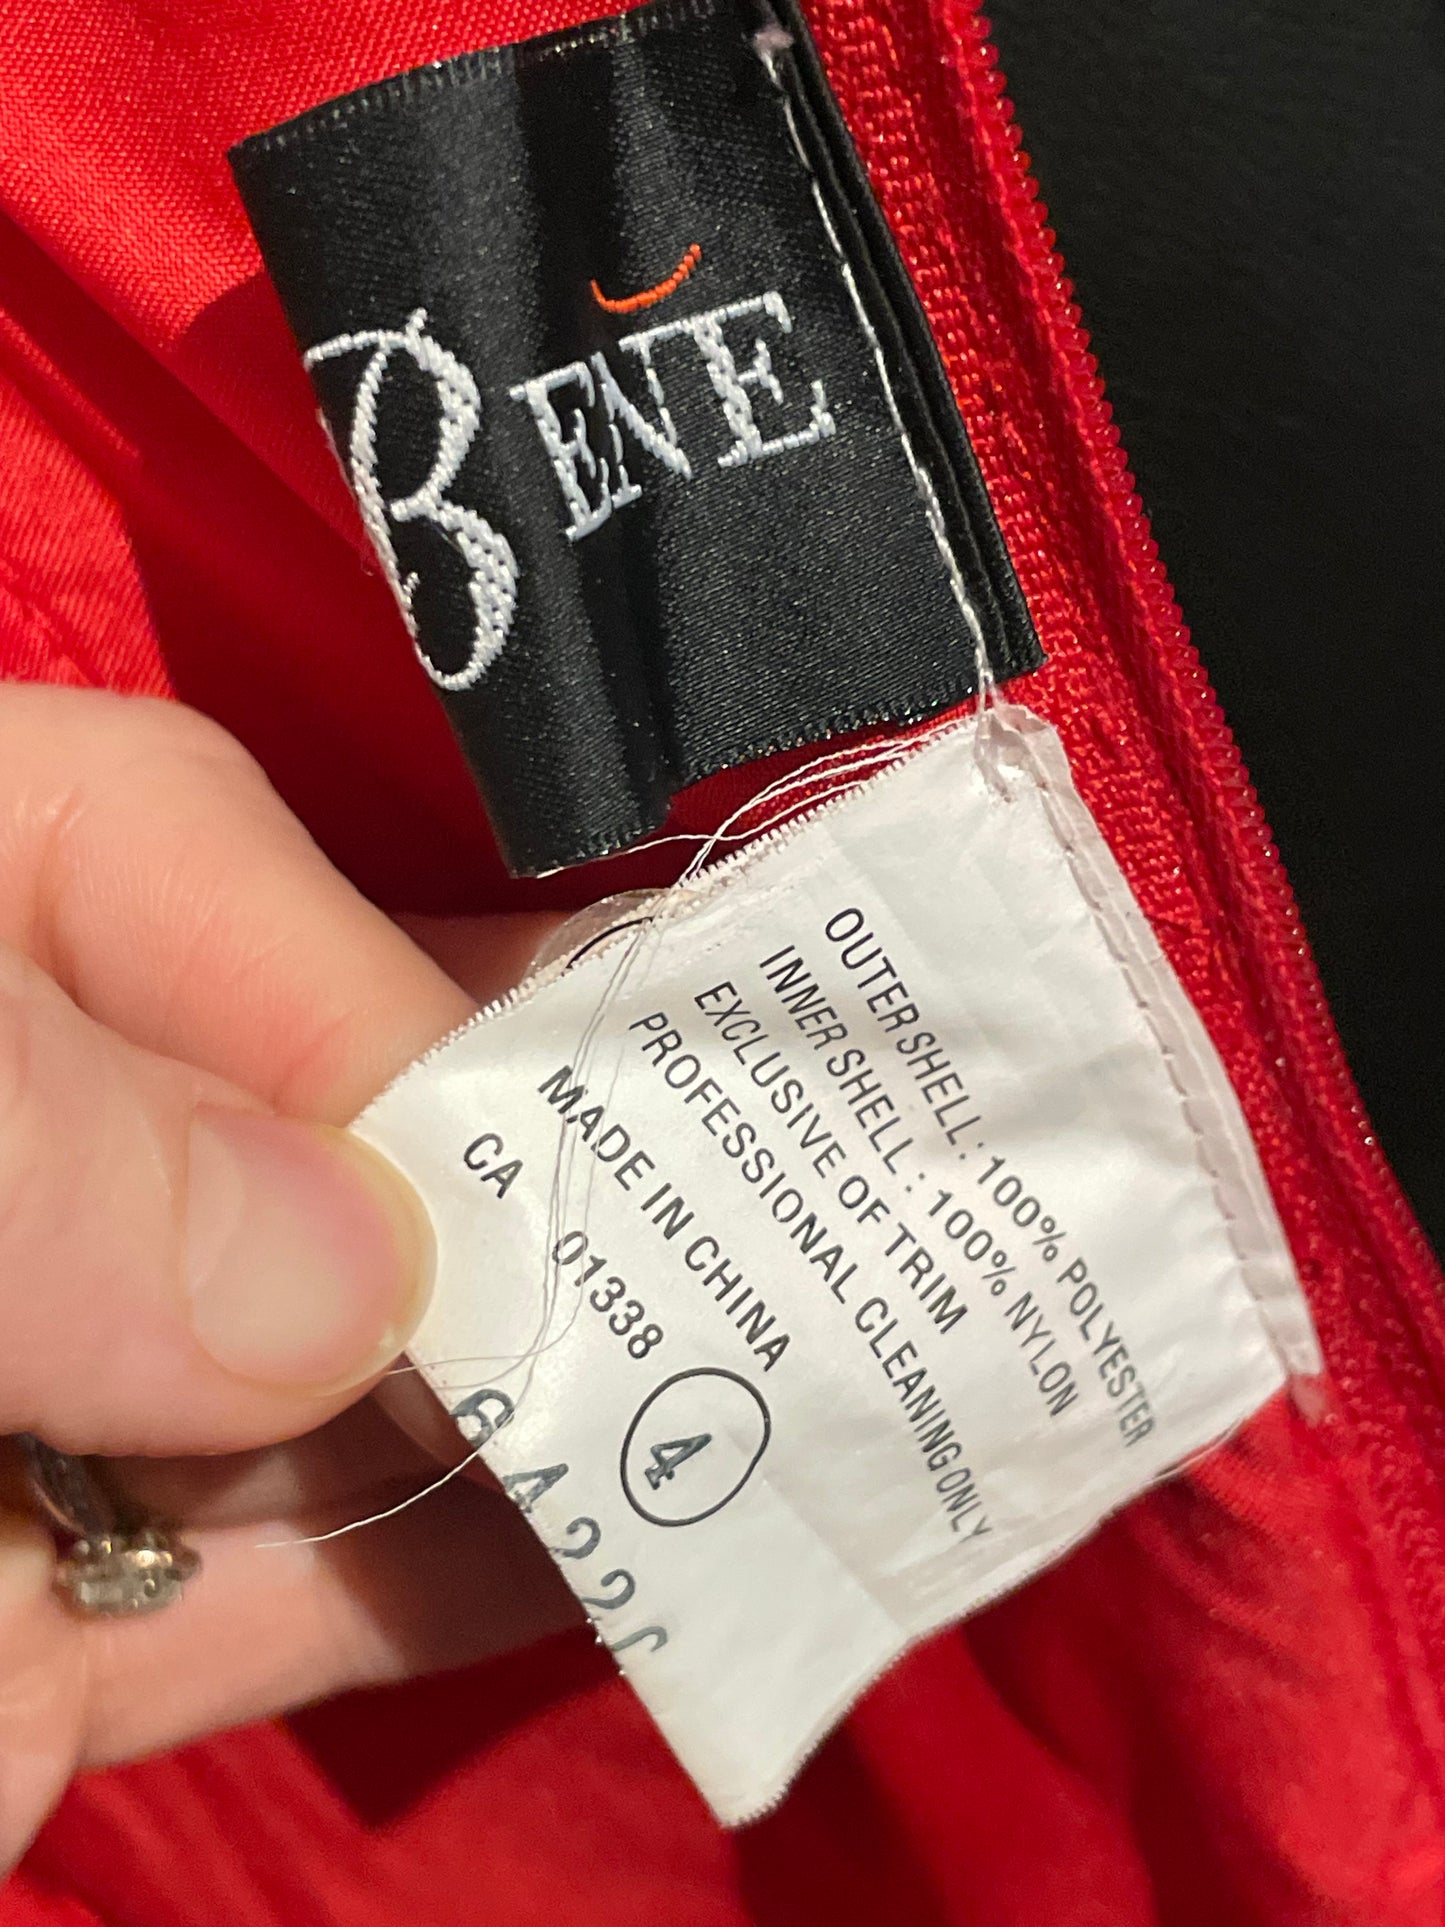 BENE
OUTER SHELL : 100% POLYESTER
INNER SHELL : 100% NYLON
EXCLUSIVE OF TRIM
PROFESSIONAL CLEANING ONLY
MADE IN CHINA
CA 01338
4
6422